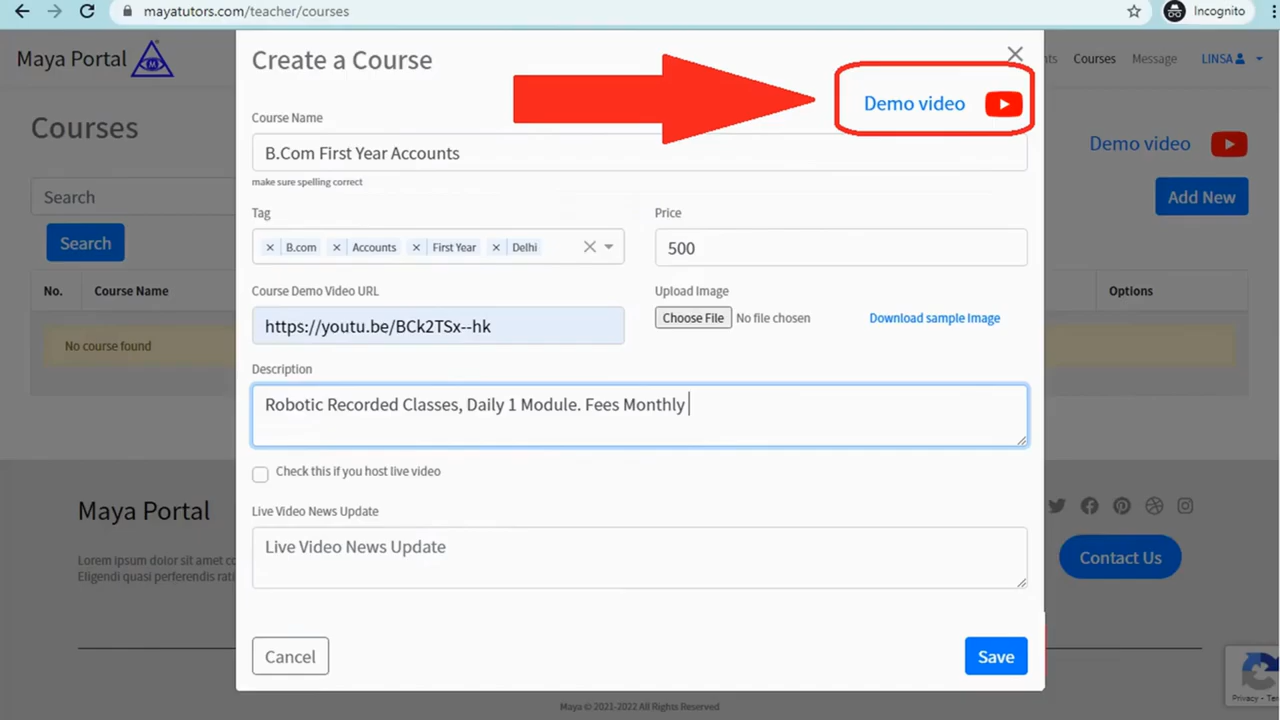 mayatutors.com/teacher/courses
Incognito
Maya Portal
Courses
Message
LINSA
Create a Course
Demo video
Courses
Course Name
B.Com First Year Accounts
make sure spelling correct
Demo video
Search
Add New
Search
Tag
Price
B.com
Accounts
First Year
Delhi
500
No.
Course Name
Options
Course Demo Video URL
Upload Image
https://youtu.be/BCk2TSx--hk
Choose File No file chosen
Download sample Image
No course found
Description
Robotic Recorded Classes, Daily 1 Module. Fees Monthly
Check this if you host live video
Live Video News Update
Live Video News Update
Maya Portal
Lorem ipsum dolor sit amet
Eligendi quasi perferendis
Contact Us
Cancel
Save
Maya © 2021-2022 All Rights Reserved
Privacy